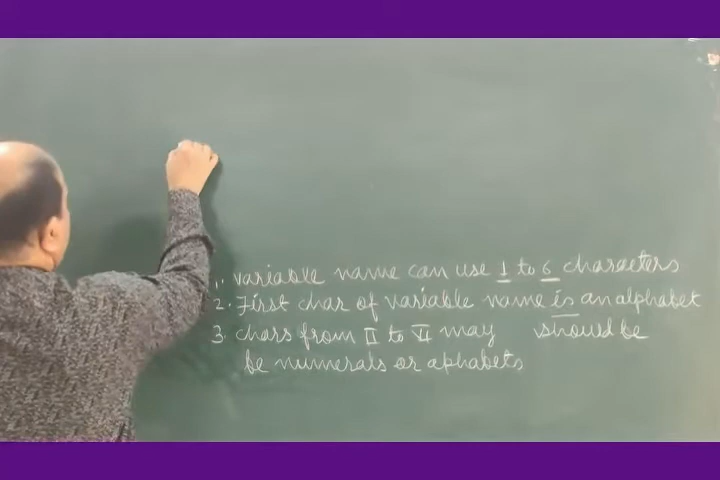 1. variable name can use 1 to 6 characters
2. First char of variable name is an alphabet
should be
3. chars from II to VI may
be numerals or aphabets